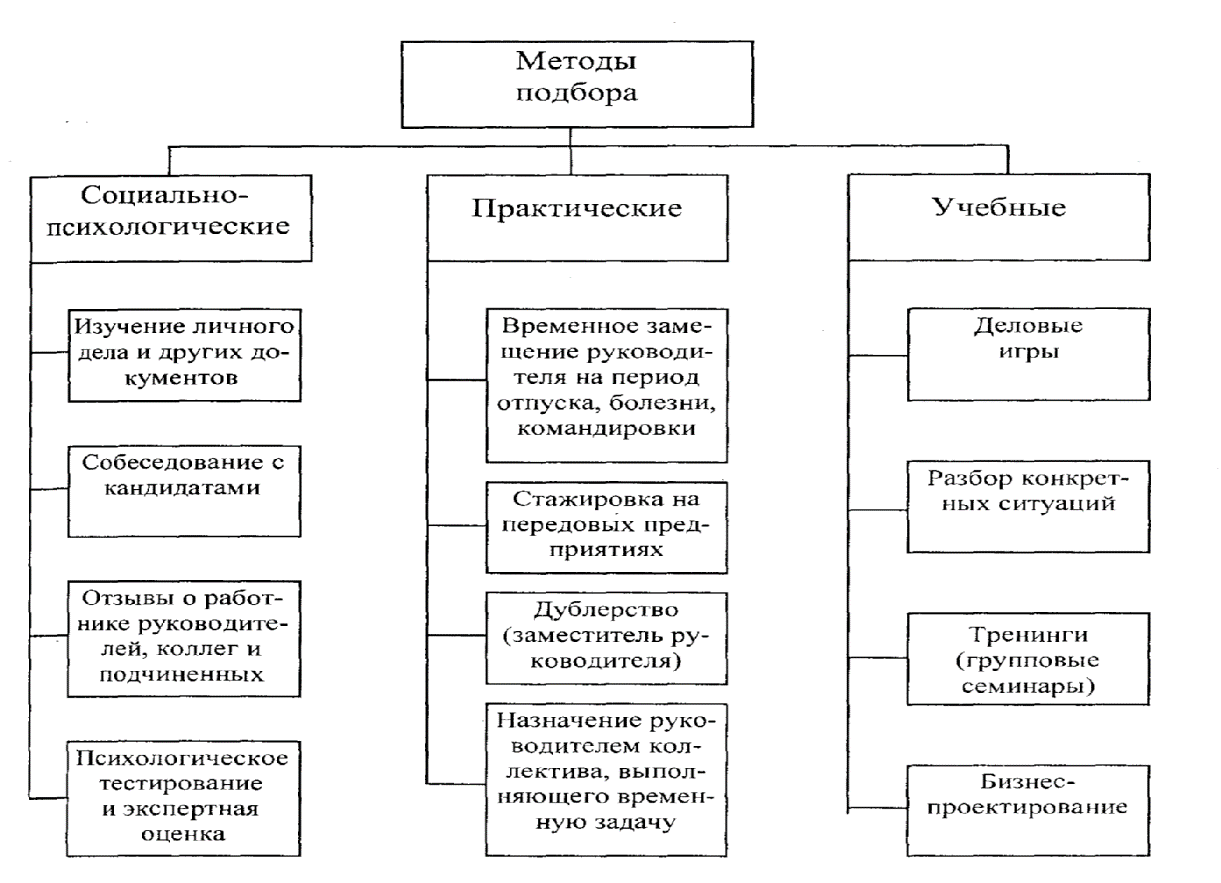 Методы
подбора
Социально-
психологические
Изучение личного
дела и других до-
кументов
Собеседование с
кандидатами
Отзывы о работ-
нике руководите-
лей, коллег и
подчиненных
Психологическое
тестирование
и экспертная
оценка
Практические
Временное заме-
щение руководи-
теля на период
отпуска, болезни,
командировки
Стажировка на
передовых пред-
приятиях
Дублерство
(заместитель ру-
ководителя)
Назначение руко-
водителем кол-
лектива, выпол-
няющего времен-
ную задачу
Учебные
Деловые
игры
Разбор конкрет-
ных ситуаций
Тренинги
(групповые
семинары)
Бизнес-
проектирование